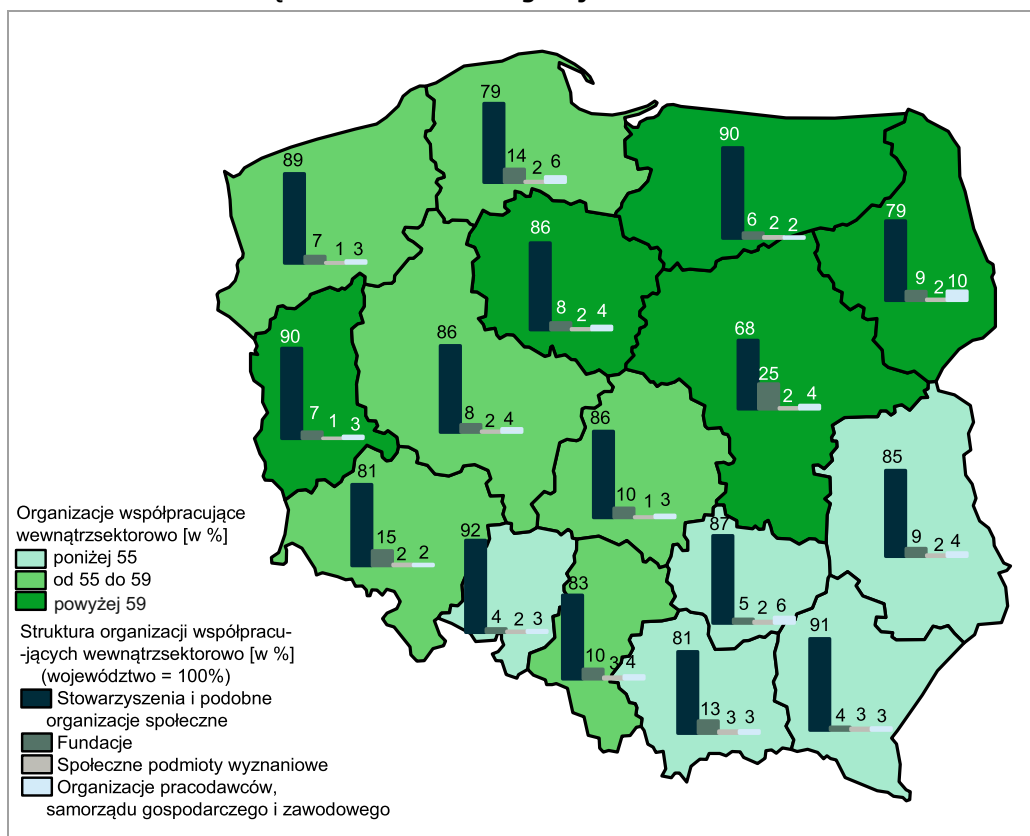 79
14 2 6
90
6 2 2
89
7 1 3
79
9 2 10
86
8 2 4
90
7 1 3
86
8 2 4
68
25 2 4
86
10 1 3
85
9 2 4
81
15 2 2
92
4 2 3
87
5 2 6
83
10 3 4
81
13 3 3
91
4 3 3
Organizacje współpracujące
wewnątrzsektorowo [w %]
poniżej 55
od 55 do 59
powyżej 59
Struktura organizacji współpracu-
-jących wewnątrzsektorowo [w %]
(województwo = 100%)
Stowarzyszenia i podobne
organizacje społeczne
Fundacje
Społeczne podmioty wyznaniowe
Organizacje pracodawców,
samorządu gospodarczego i zawodowego